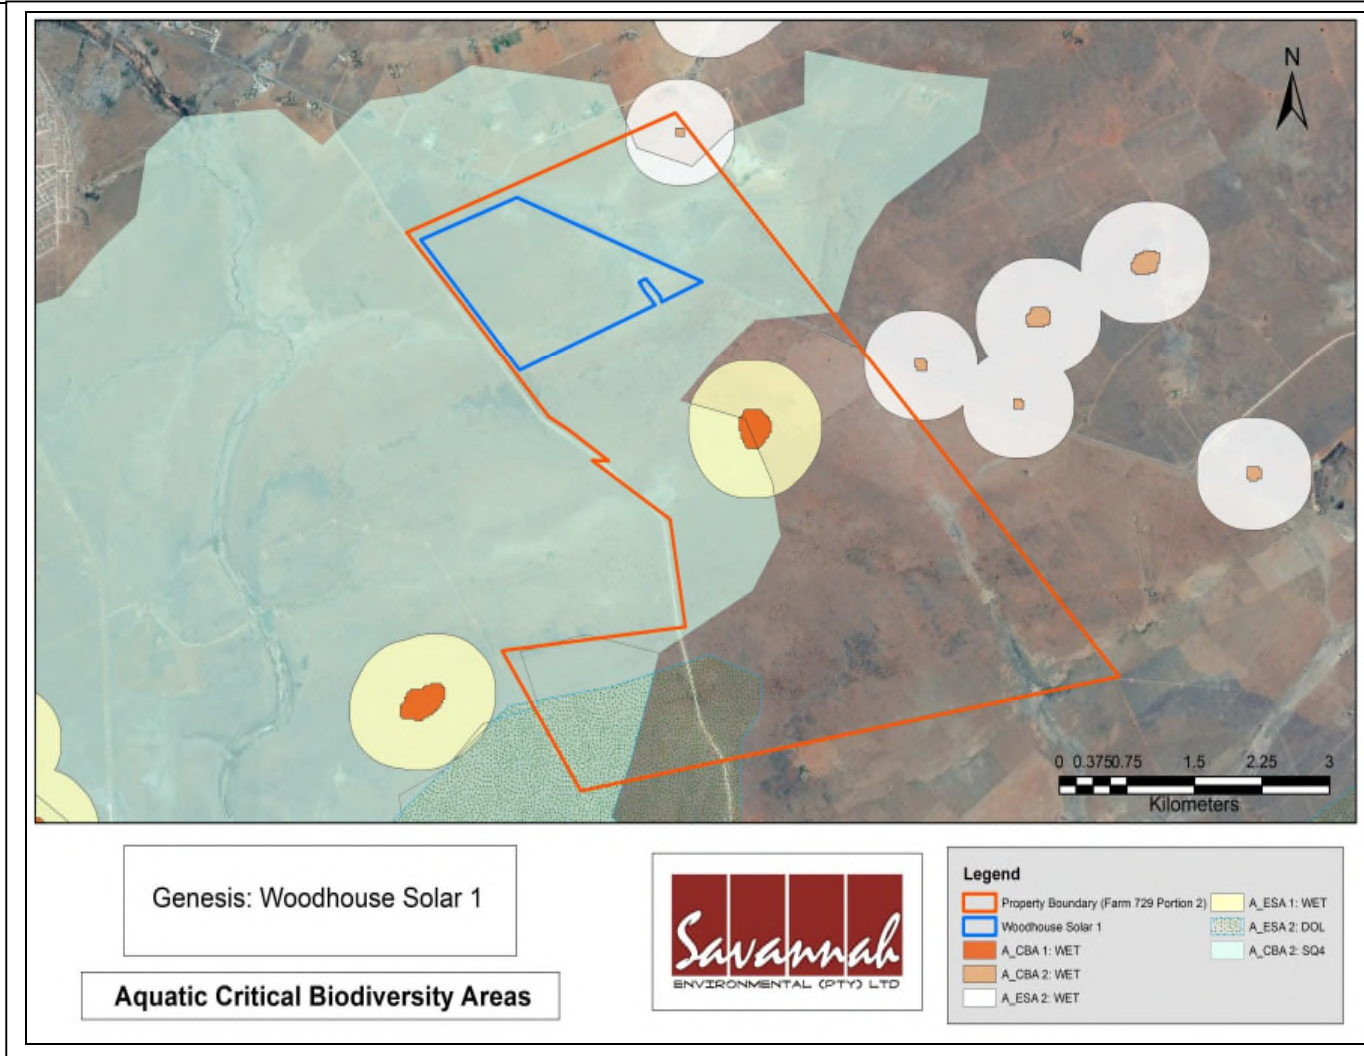 N
0 0.3750.75 1.5 2.25 3
Kilometers
Genesis: Woodhouse Solar 1
Aquatic Critical Biodiversity Areas
Savannah
ENVIRONMENTAL (PTY) LTD
Legend
Property Boundary (Farm 729 Portion 2)
Woodhouse Solar 1
A_CBA 1: WET
A_CBA 2: WET
A_ESA 2: WET
A_ESA 1: WET
A_ESA 2: DOL
A_CBA 2: SQ4